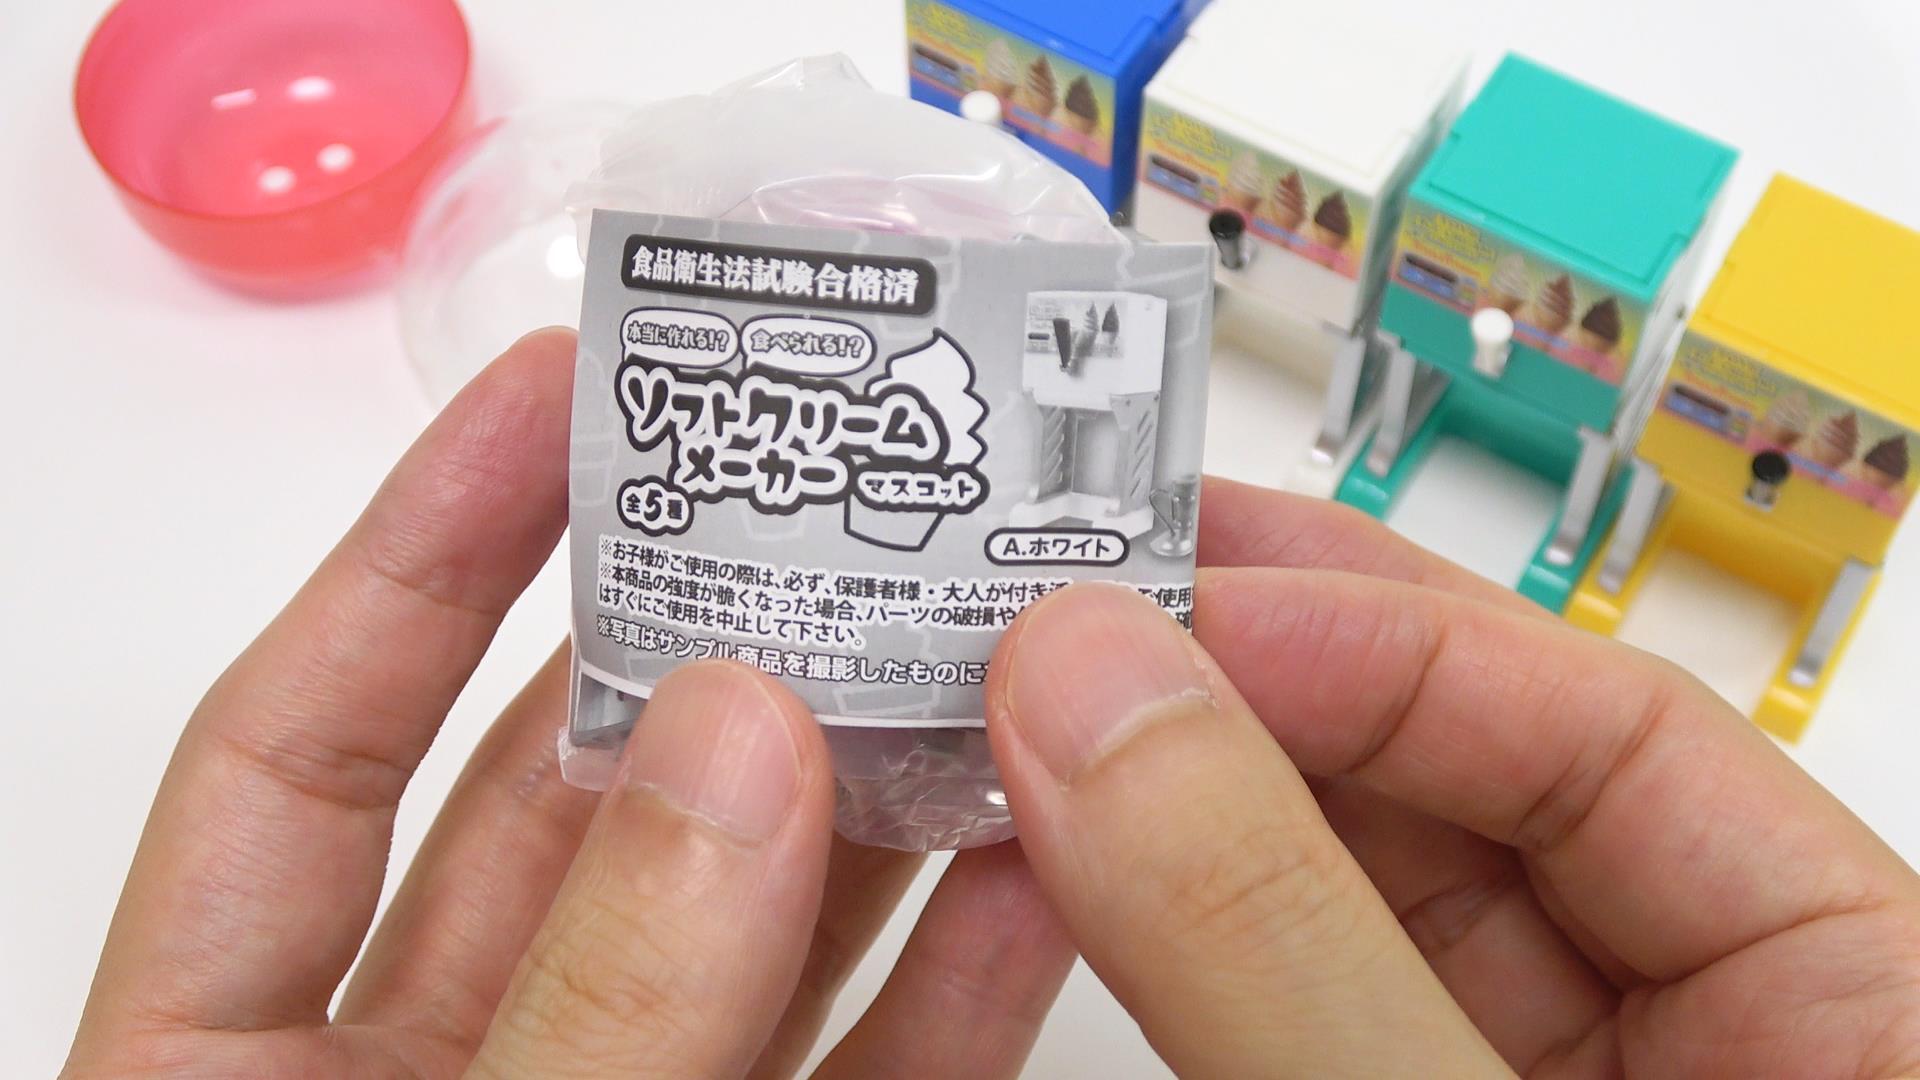 食品衛生法試験合格済
本当に作れる!?
食べられる!?
ソフトクリーム
メーカー
マスコット
全5種
A.ホワイト
※お子様がご使用の際は、必ず、保護者様・大人が付き ご使用
※本商品の強度が脆くなった場合、パーツの破損や
はすぐにご使用を中止して下さい。
※写真はサンプル商品を撮影したものに